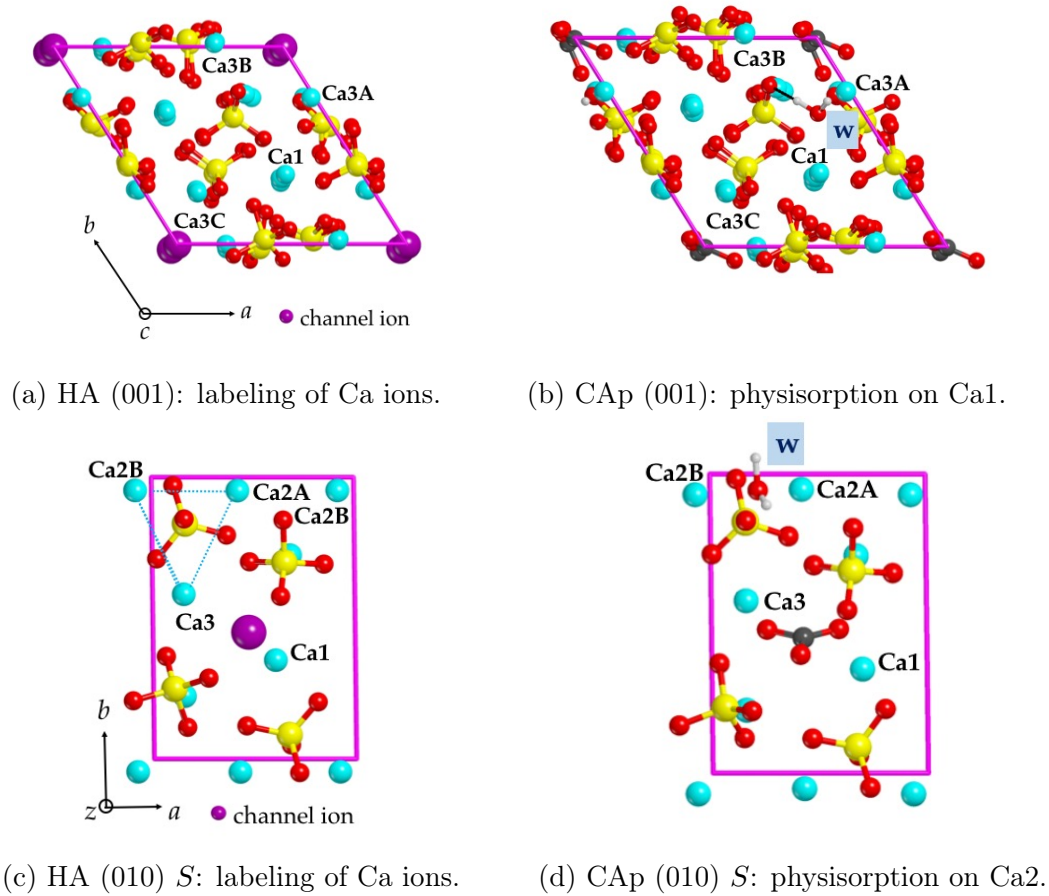 Ca3B
Ca3A
Ca1
Ca3C
b
a
c
channel ion
Ca3B
Ca3A
w
Ca1
Ca3C
(a) HA (001): labeling of Ca ions.
(b) CAp (001): physisorption on Ca1.
Ca2B
Ca2A
Ca2B
Ca3
Ca1
b
z
a
channel ion
w
Ca2B
Ca2A
Ca3
Ca1
(c) HA (010) S: labeling of Ca ions.
(d) CAp (010) S: physisorption on Ca2.